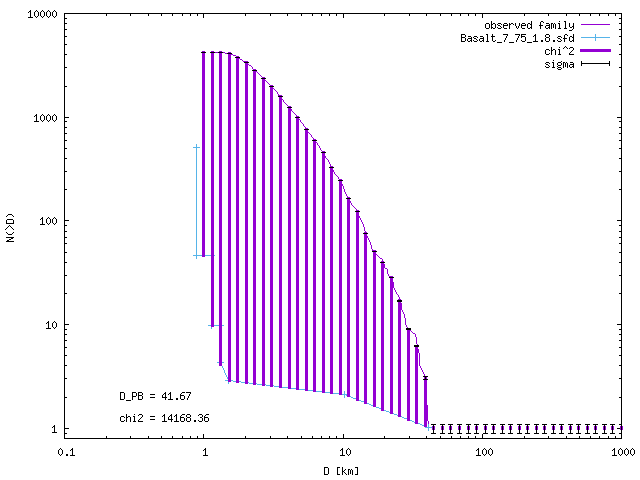 10000
1000
100
10
1
N(>D)
observed family
Basalt_7_75_1.8.sfd
chi^2
sigma
D_PB = 41.67
chi2 = 14168.36
0.1 1 10 100 1000
D [km]